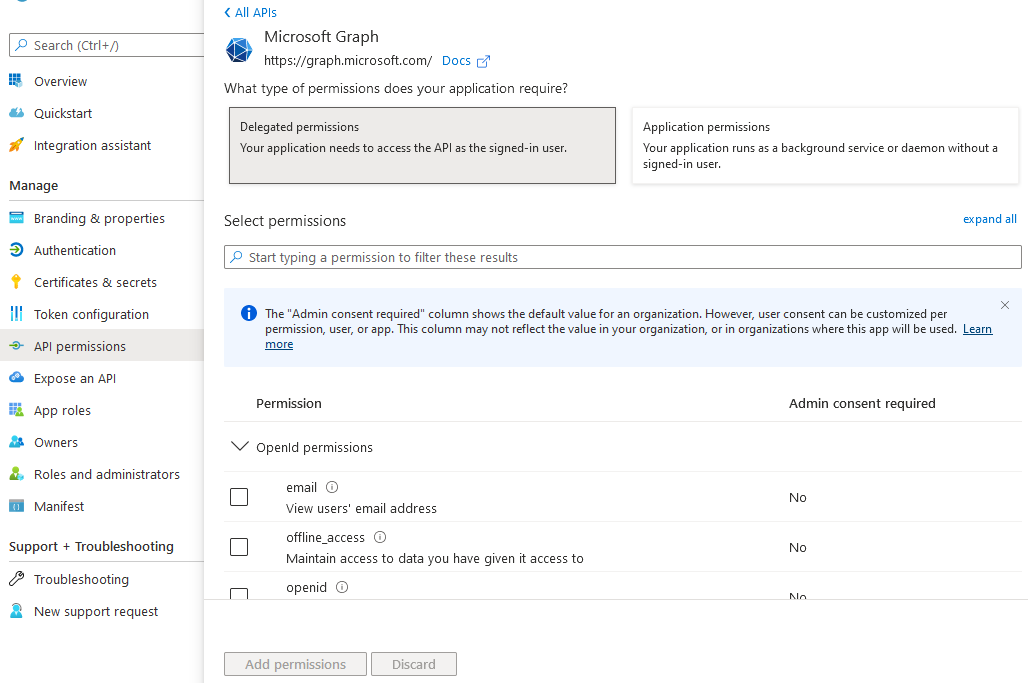 Search (Ctrl+/)
Overview
Quickstart
Integration assistant
Manage
Branding & properties
Authentication
Certificates & secrets
Token configuration
API permissions
Expose an API
App roles
Owners
Roles and administrators
Manifest
Support + Troubleshooting
Troubleshooting
New support request
All APIs
Microsoft Graph
https://graph.microsoft.com/ Docs
What type of permissions does your application require?
Delegated permissions
Your application needs to access the API as the signed-in user.
Application permissions
Your application runs as a background service or daemon without a
signed-in user.
Select permissions
expand all
Start typing a permission to filter these results
The "Admin consent required" column shows the default value for an organization. However, user consent can be customized per
permission, user, or app. This column may not reflect the value in your organization, or in organizations where this app will be used. Learn
more
Permission
Admin consent required
OpenId permissions
email
View users' email address
No
offline_access
Maintain access to data you have given it access to
No
openid
No
Add permissions
Discard